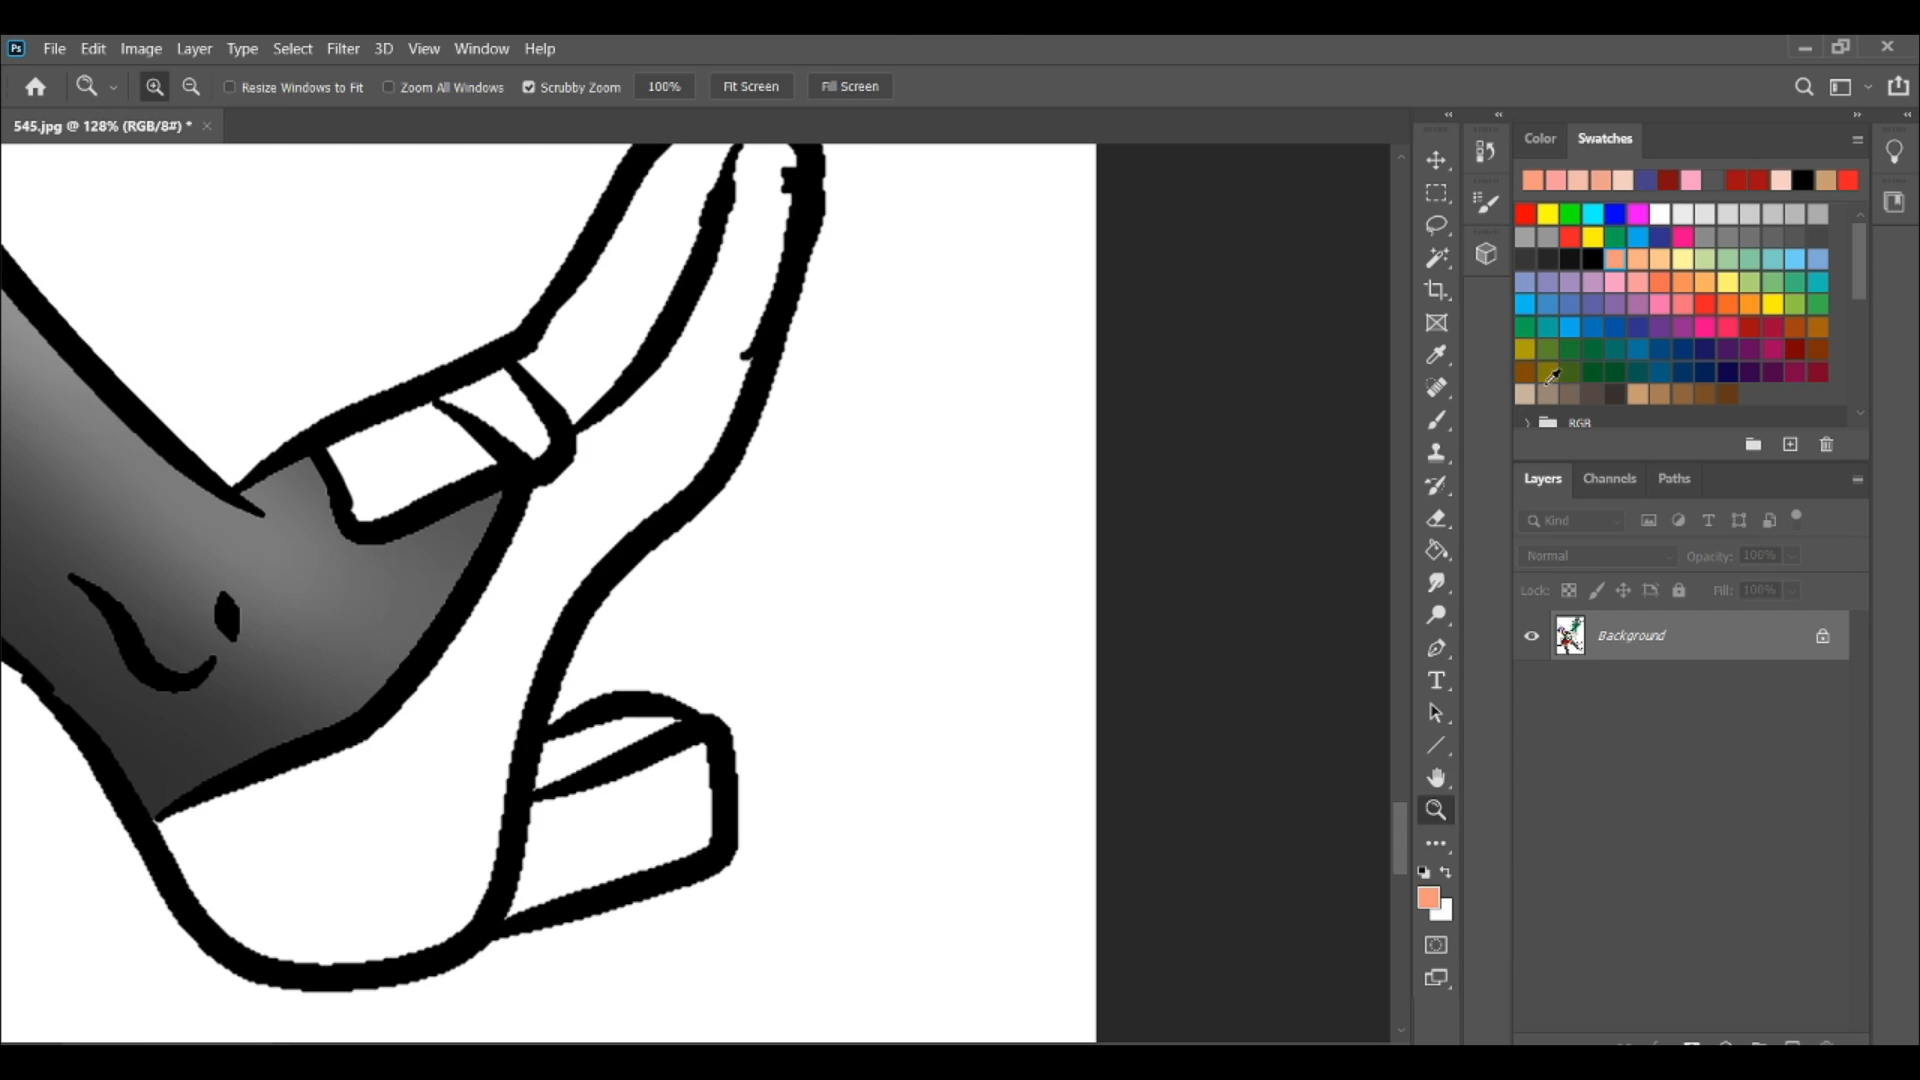 Ps File Edit Image Layer Type Select Filter 3D View Window Help
Resize Windows to Fit Zoom All Windows Scrubby Zoom 100% Fit Screen Fill Screen
545.jpg @ 128% (RGB/8#) *
Color Swatches
RGB
Layers Channels Paths
Kind
Normal Opacity: 100%
Lock: Fill: 100%
Background